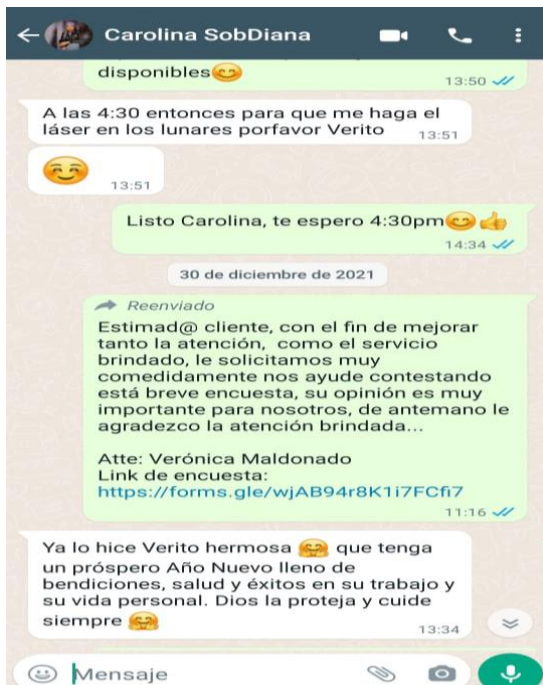 Carolina SobDiana
disponibles😊
13:50
A las 4:30 entonces para que me haga el
láser en los lunares porfavor Verito
13:51
☺️
13:51
Listo Carolina, te espero 4:30pm😊👍
14:34
30 de diciembre de 2021
Reenviado
Estimad@ cliente, con el fin de mejorar
tanto la atención, como el servicio
brindado, le solicitamos muy
comedidamente nos ayude contestando
está breve encuesta, su opinión es muy
importante para nosotros, de antemano le
agradezco la atención brindada...
Atte: Verónica Maldonado
Link de encuesta:
https://forms.gle/wjAB94r8K1i7FCfi7
11:16
Ya lo hice Verito hermosa 🤗 que tenga
un próspero Año Nuevo lleno de
bendiciones, salud y éxitos en su trabajo y
su vida personal. Dios la proteja y cuide
siempre 🤗
13:34
Mensaje